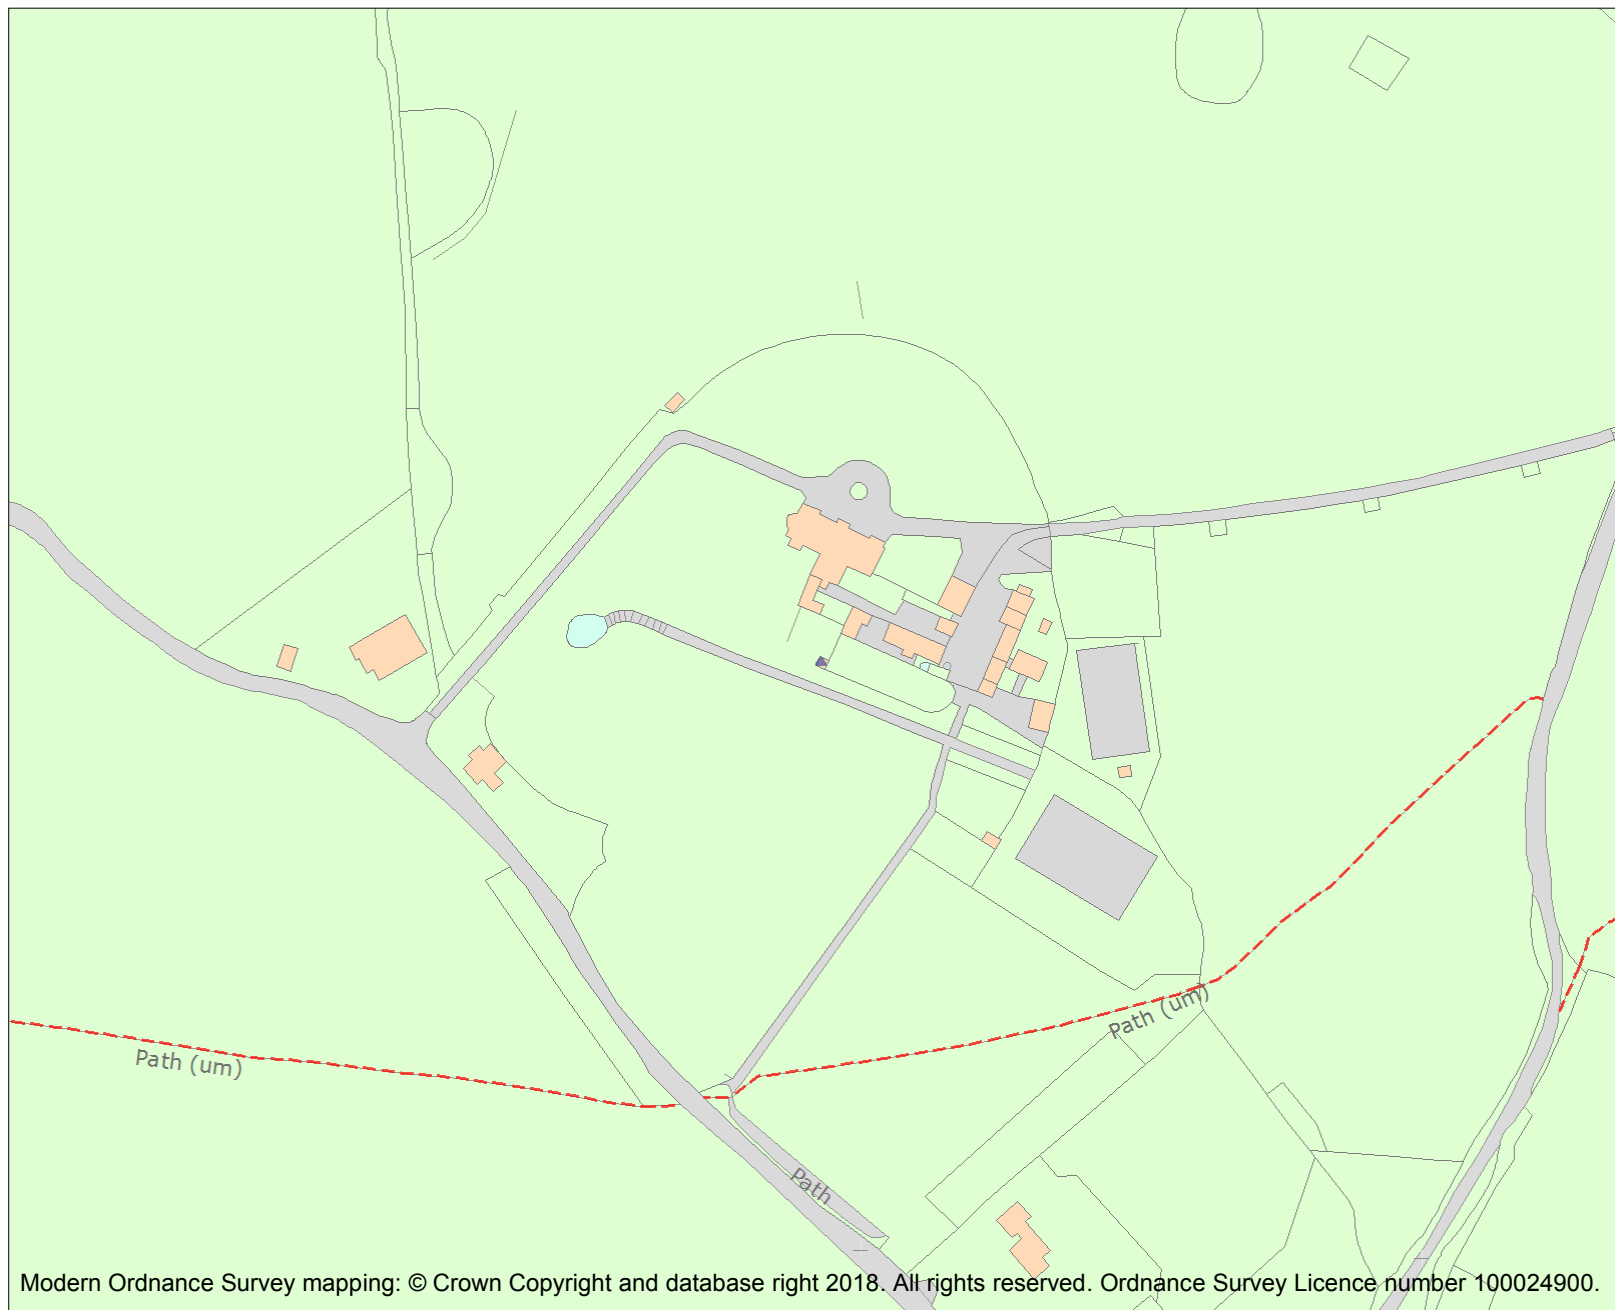 Path (um)
Path (um)
Path
Modern Ordnance Survey mapping: © Crown Copyright and database right 2018. All rights reserved. Ordnance Survey Licence number 100024900.